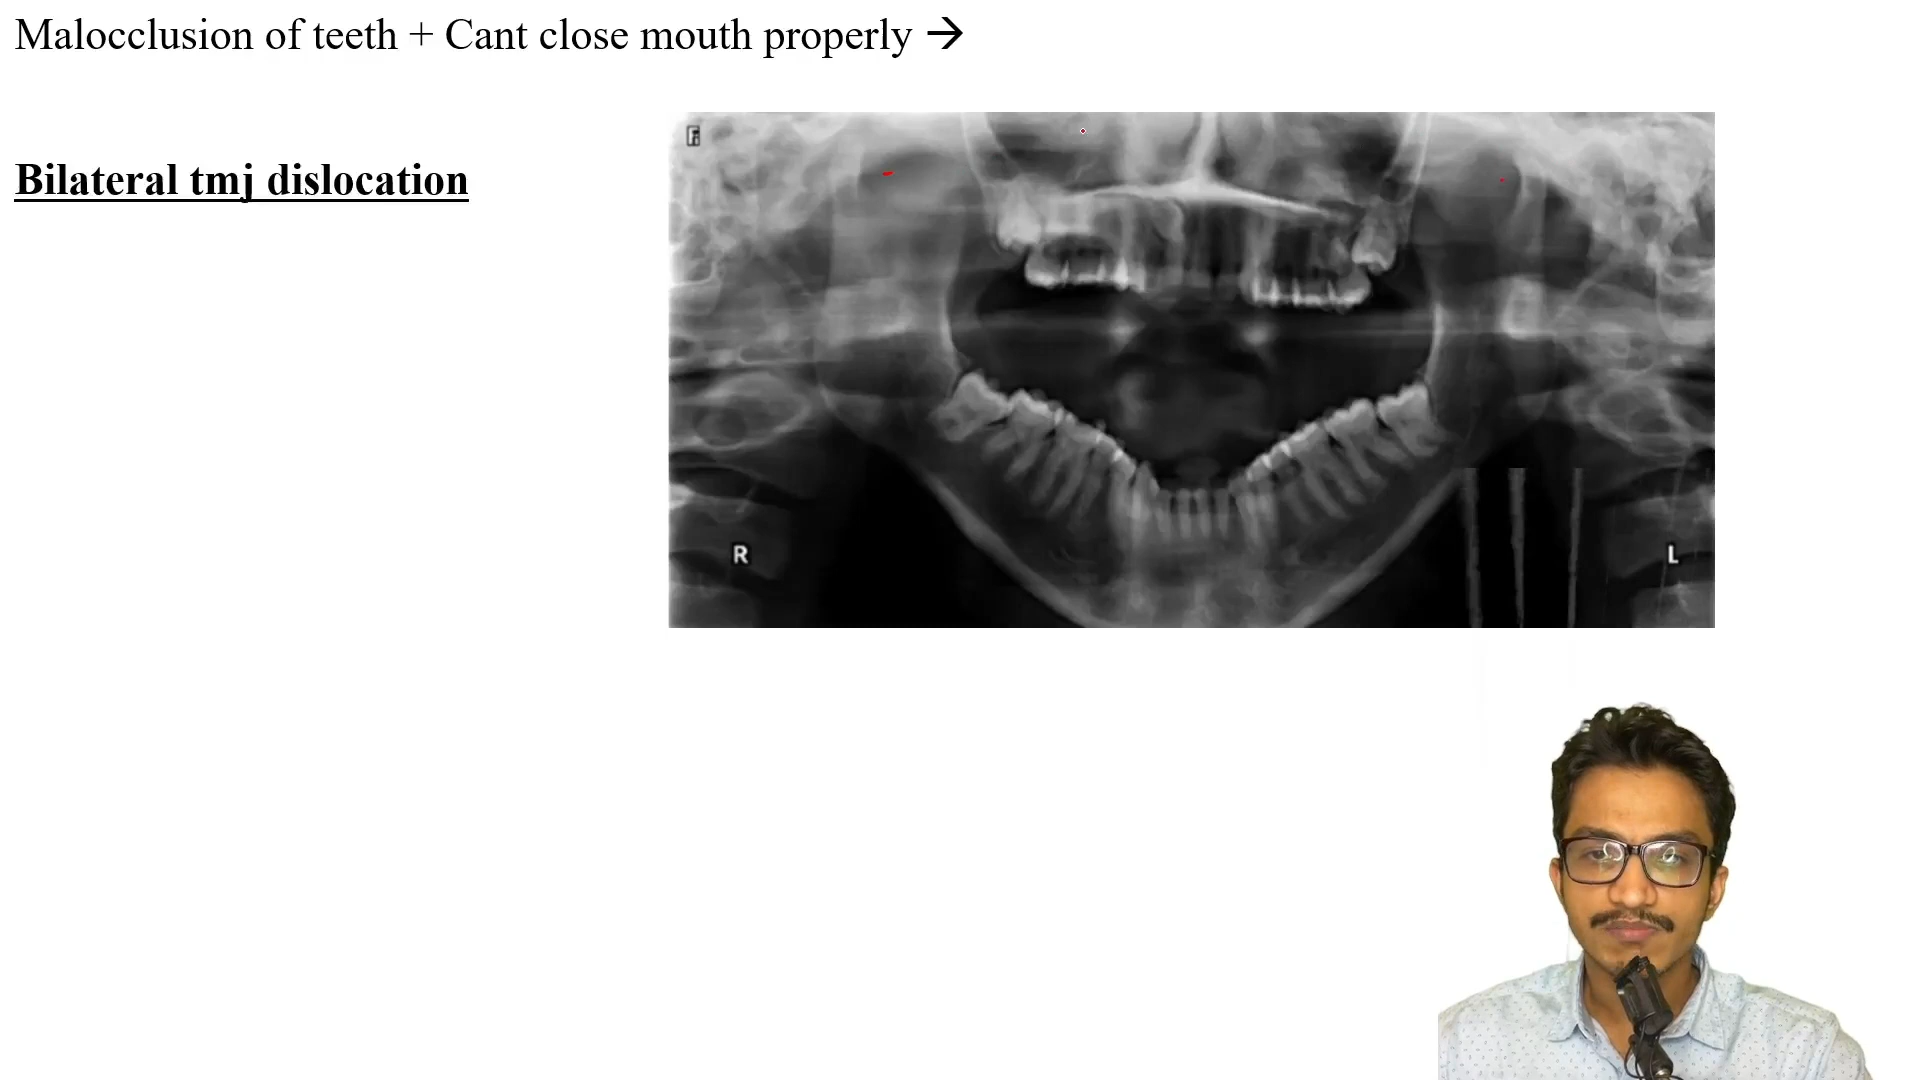 Malocclusion of teeth + Cant close mouth properly →
Bilateral tmj dislocation
R
L